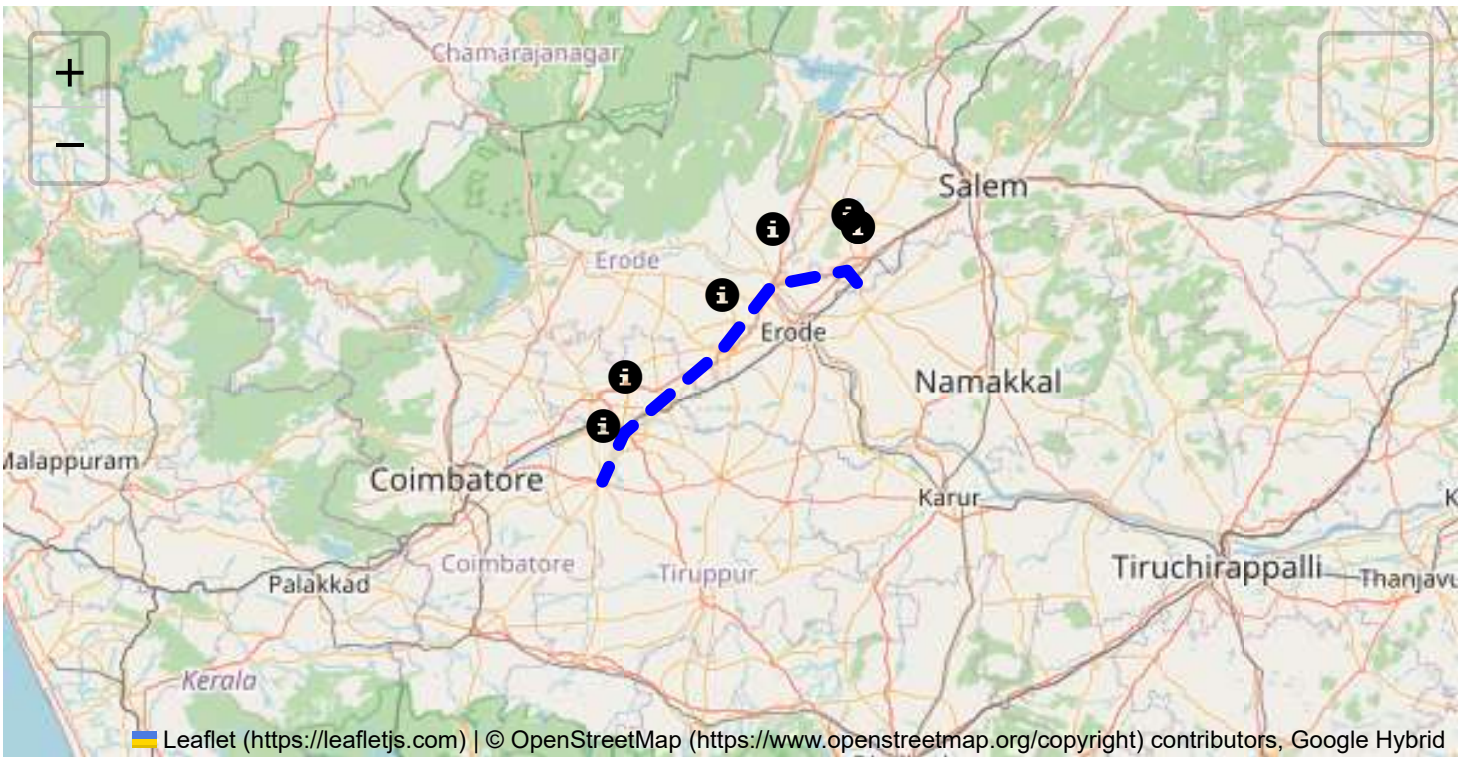 Chamarajanagar
+
−
Salem
i
i
i
Erode
i
Erode
i
Namakkal
i
Malappuram
Coimbatore
Karur
Coimbatore
Tiruppur
Tiruchirappalli
Thanjavu
Palakkad
Kerala
Leaflet (https://leafletjs.com) | © OpenStreetMap (https://www.openstreetmap.org/copyright) contributors, Google Hybrid